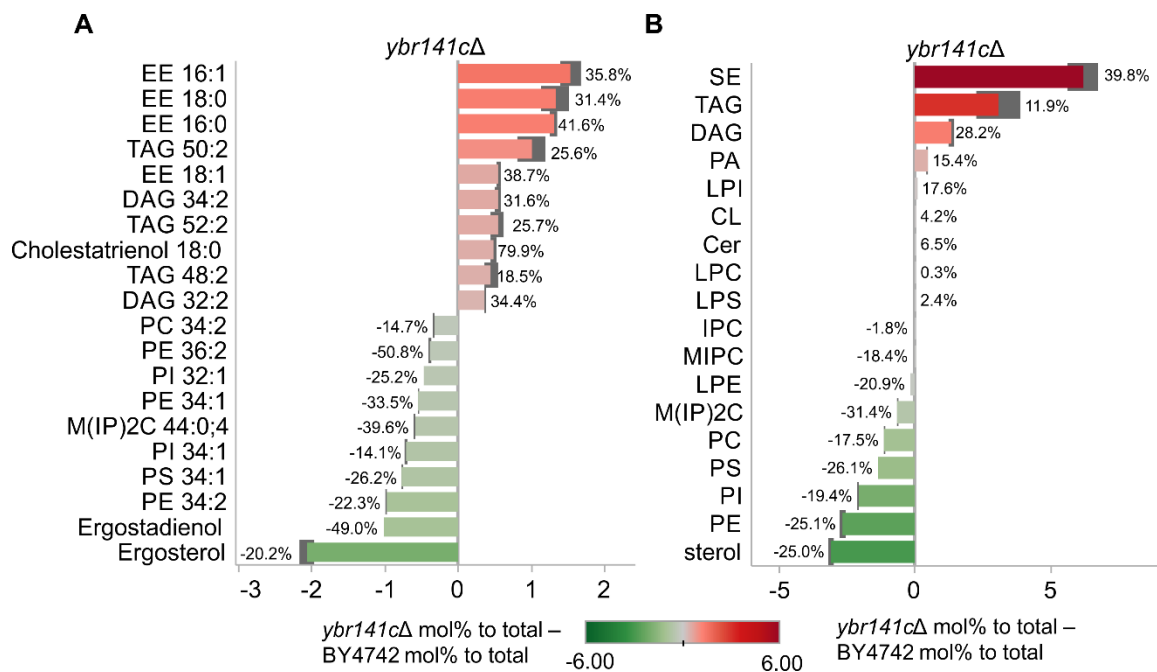 A
ybr141cΔ
EE 16:1 35.8%
EE 18:0 31.4%
EE 16:0 41.6%
TAG 50:2 25.6%
EE 18:1 38.7%
DAG 34:2 31.6%
TAG 52:2 25.7%
Cholestatrienol 18:0 79.9%
TAG 48:2 18.5%
DAG 32:2 34.4%
PC 34:2 -14.7%
PE 36:2 -50.8%
PI 32:1 -25.2%
PE 34:1 -33.5%
M(IP)2C 44:0;4 -39.6%
PI 34:1 -14.1%
PS 34:1 -26.2%
PE 34:2 -22.3%
Ergostadienol -49.0%
Ergosterol -20.2%
-3 -2 -1 0 1 2
ybr141cΔ mol% to total –
BY4742 mol% to total
B
ybr141cΔ
SE 39.8%
TAG 11.9%
DAG 28.2%
PA 15.4%
LPI 17.6%
CL 4.2%
Cer 6.5%
LPC 0.3%
LPS 2.4%
IPC -1.8%
MIPC -18.4%
LPE -20.9%
M(IP)2C -31.4%
PC -17.5%
PS -26.1%
PI -19.4%
PE -25.1%
sterol -25.0%
-5 0 5
ybr141cΔ mol% to total –
BY4742 mol% to total
-6.00 6.00